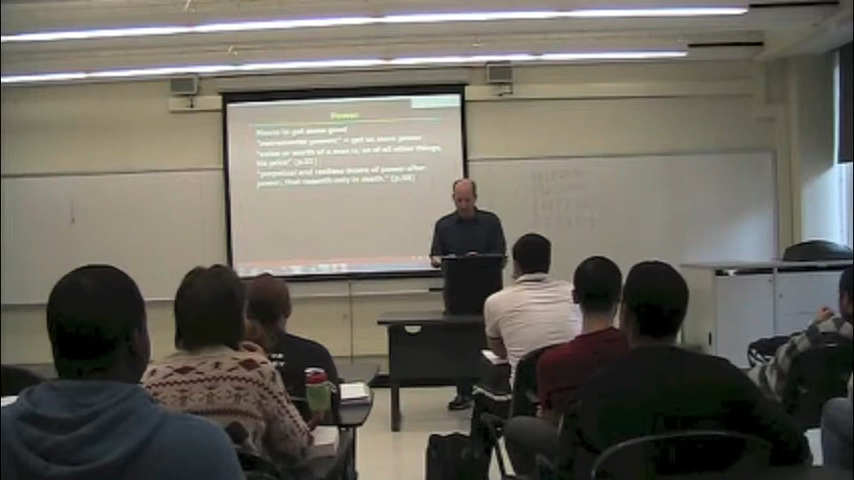 Power
Means to get some good
"instrumental powers" = get us more power
"value or worth of a man is, as of all other things,
his price" (p.51)
"perpetual and restless desire of power after
power, that ceaseth only in death." (p.58)